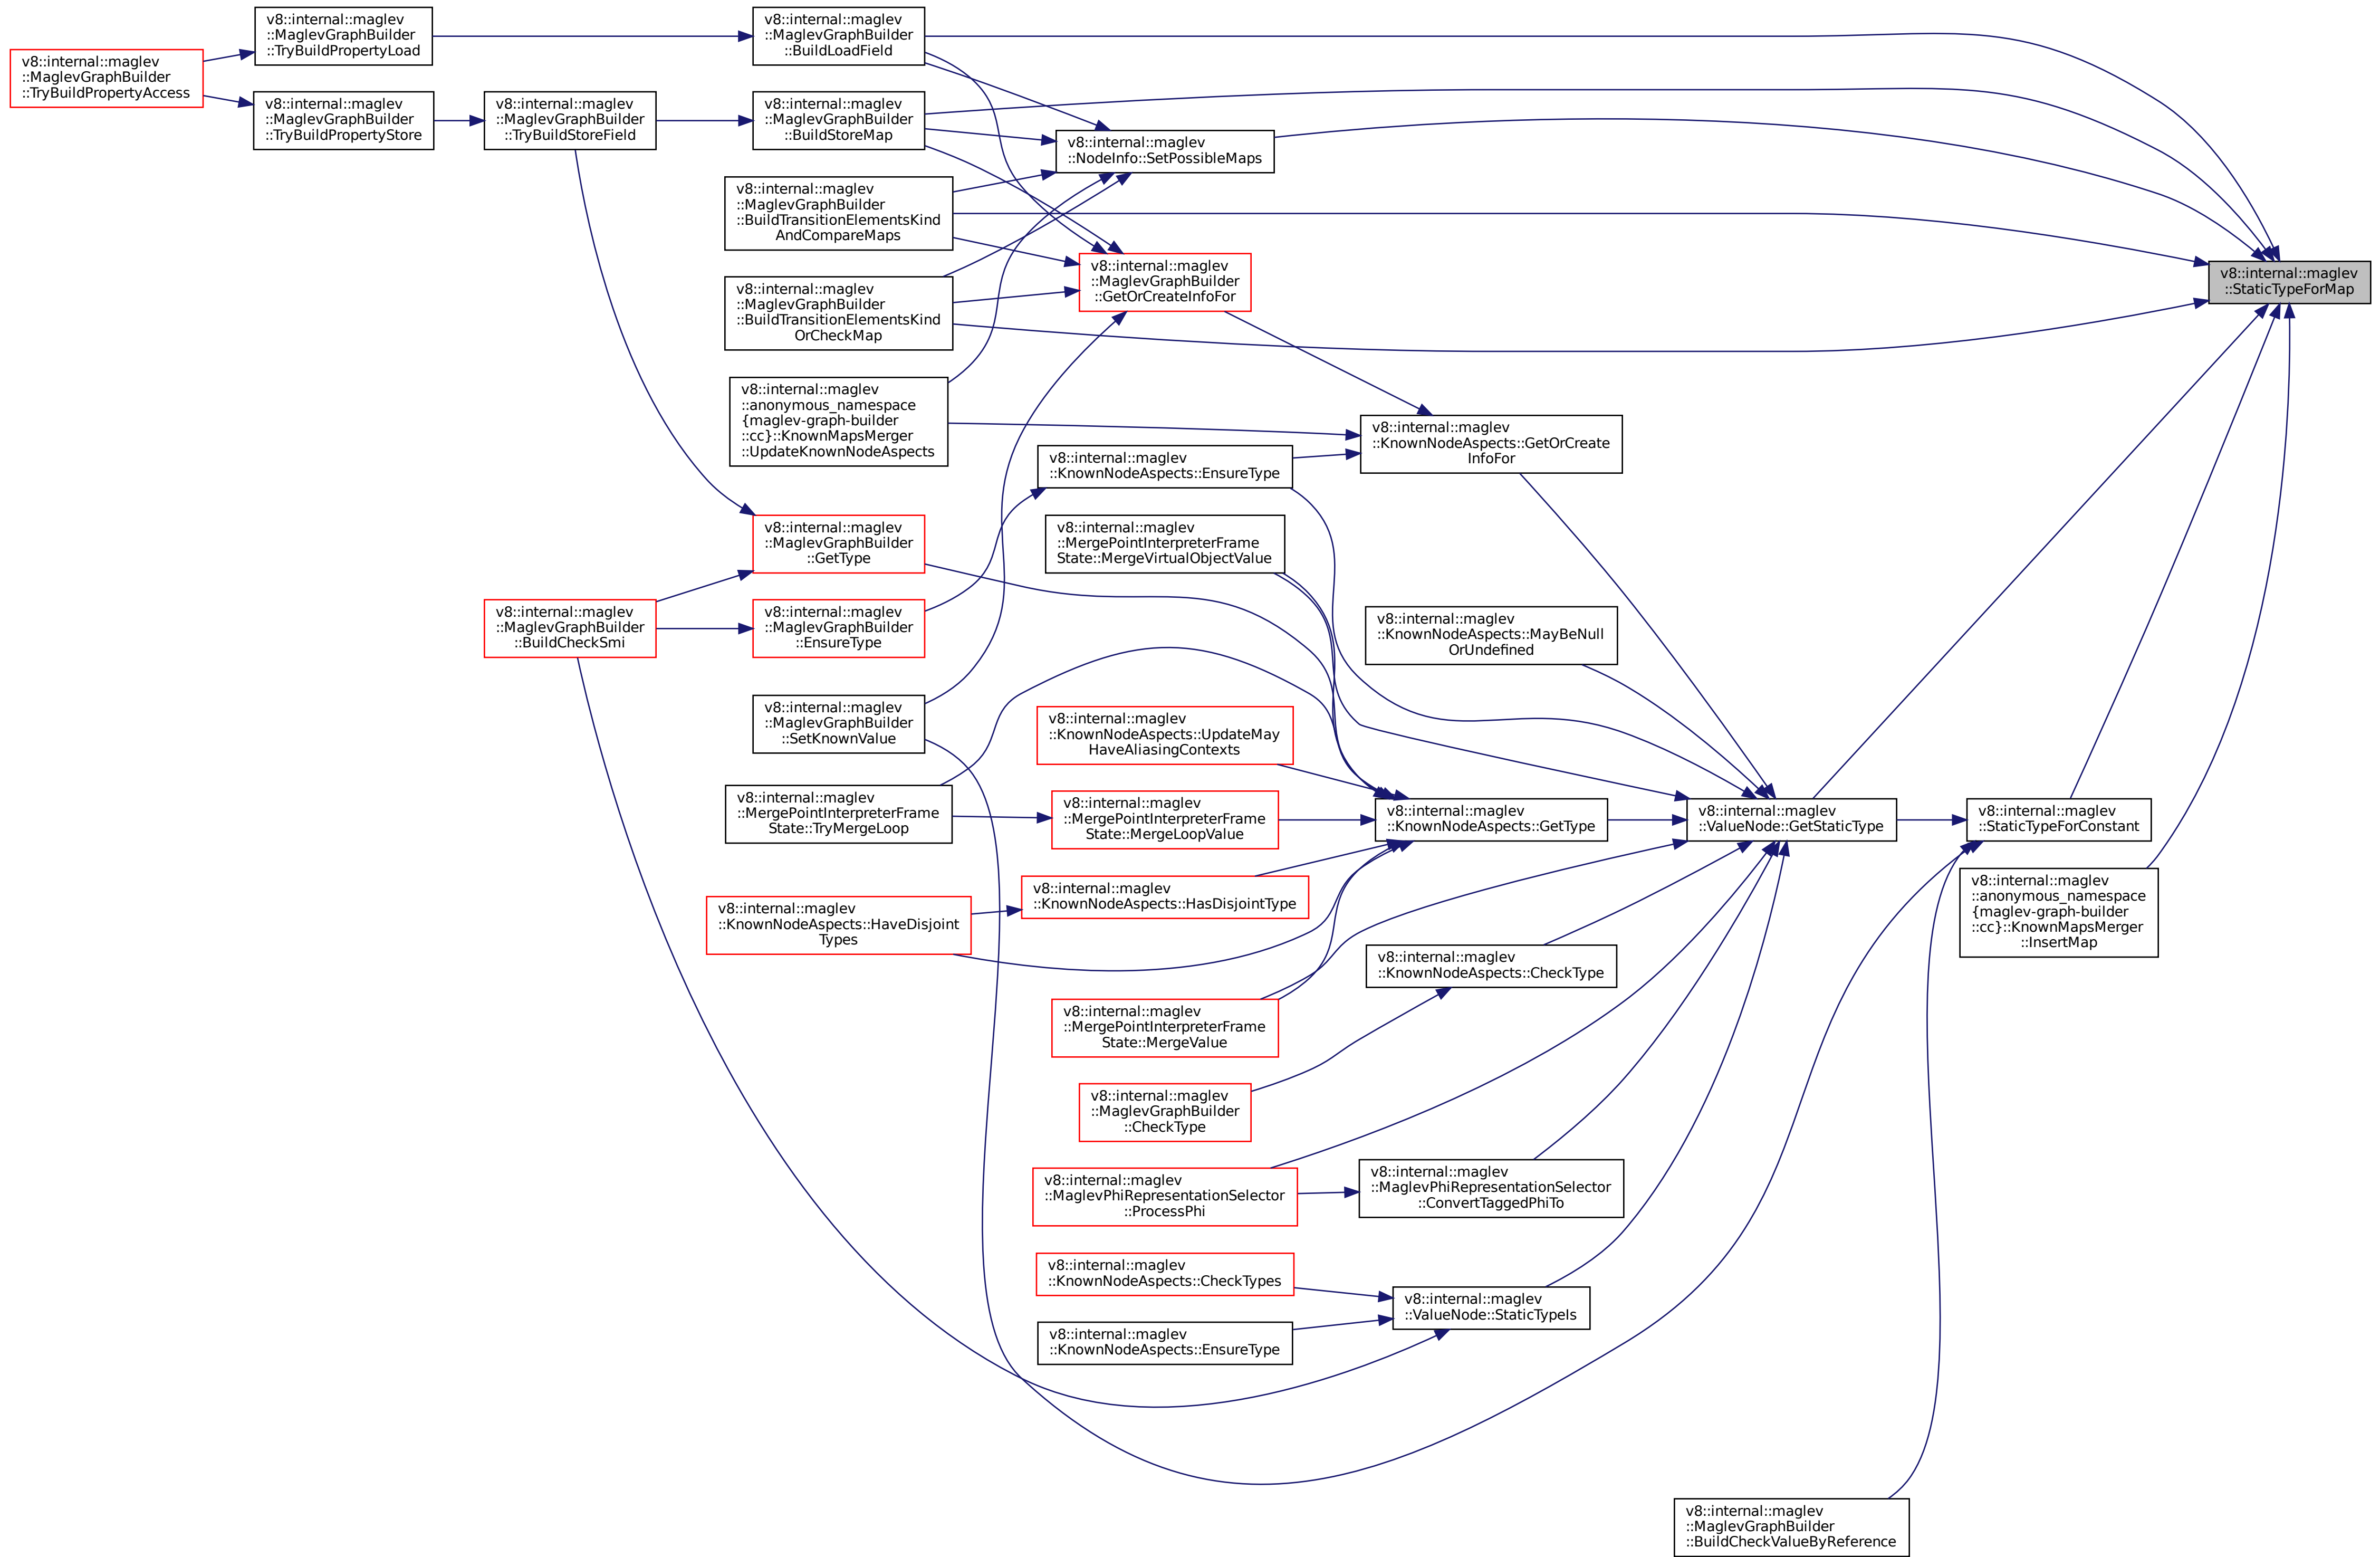 v8::internal::maglev
::MaglevGraphBuilder
::TryBuildPropertyAccess
v8::internal::maglev
::MaglevGraphBuilder
::TryBuildPropertyLoad
v8::internal::maglev
::MaglevGraphBuilder
::TryBuildPropertyStore
v8::internal::maglev
::MaglevGraphBuilder
::TryBuildStoreField
v8::internal::maglev
::MaglevGraphBuilder
::BuildLoadField
v8::internal::maglev
::MaglevGraphBuilder
::BuildStoreMap
v8::internal::maglev
::NodeInfo::SetPossibleMaps
v8::internal::maglev
::MaglevGraphBuilder
::BuildTransitionElementsKind
AndCompareMaps
v8::internal::maglev
::MaglevGraphBuilder
::GetOrCreateInfoFor
v8::internal::maglev
::StaticTypeForMap
v8::internal::maglev
::MaglevGraphBuilder
::BuildTransitionElementsKind
OrCheckMap
v8::internal::maglev
::anonymous_namespace
{maglev-graph-builder
::cc}::KnownMapsMerger
::UpdateKnownNodeAspects
v8::internal::maglev
::KnownNodeAspects::GetOrCreate
InfoFor
v8::internal::maglev
::KnownNodeAspects::EnsureType
v8::internal::maglev
::MaglevGraphBuilder
::GetType
v8::internal::maglev
::MergePointInterpreterFrame
State::MergeVirtualObjectValue
v8::internal::maglev
::MaglevGraphBuilder
::BuildCheckSmi
v8::internal::maglev
::MaglevGraphBuilder
::EnsureType
v8::internal::maglev
::KnownNodeAspects::MayBeNull
OrUndefined
v8::internal::maglev
::MaglevGraphBuilder
::SetKnownValue
v8::internal::maglev
::KnownNodeAspects::UpdateMay
HaveAliasingContexts
v8::internal::maglev
::MergePointInterpreterFrame
State::TryMergeLoop
v8::internal::maglev
::MergePointInterpreterFrame
State::MergeLoopValue
v8::internal::maglev
::KnownNodeAspects::GetType
v8::internal::maglev
::ValueNode::GetStaticType
v8::internal::maglev
::StaticTypeForConstant
v8::internal::maglev
::KnownNodeAspects::HaveDisjoint
Types
v8::internal::maglev
::KnownNodeAspects::HasDisjointType
v8::internal::maglev
::anonymous_namespace
{maglev-graph-builder
::cc}::KnownMapsMerger
::InsertMap
v8::internal::maglev
::KnownNodeAspects::CheckType
v8::internal::maglev
::MergePointInterpreterFrame
State::MergeValue
v8::internal::maglev
::MaglevGraphBuilder
::CheckType
v8::internal::maglev
::MaglevPhiRepresentationSelector
::ProcessPhi
v8::internal::maglev
::MaglevPhiRepresentationSelector
::ConvertTaggedPhiTo
v8::internal::maglev
::KnownNodeAspects::CheckTypes
v8::internal::maglev
::ValueNode::StaticTypeIs
v8::internal::maglev
::KnownNodeAspects::EnsureType
v8::internal::maglev
::MaglevGraphBuilder
::BuildCheckValueByReference